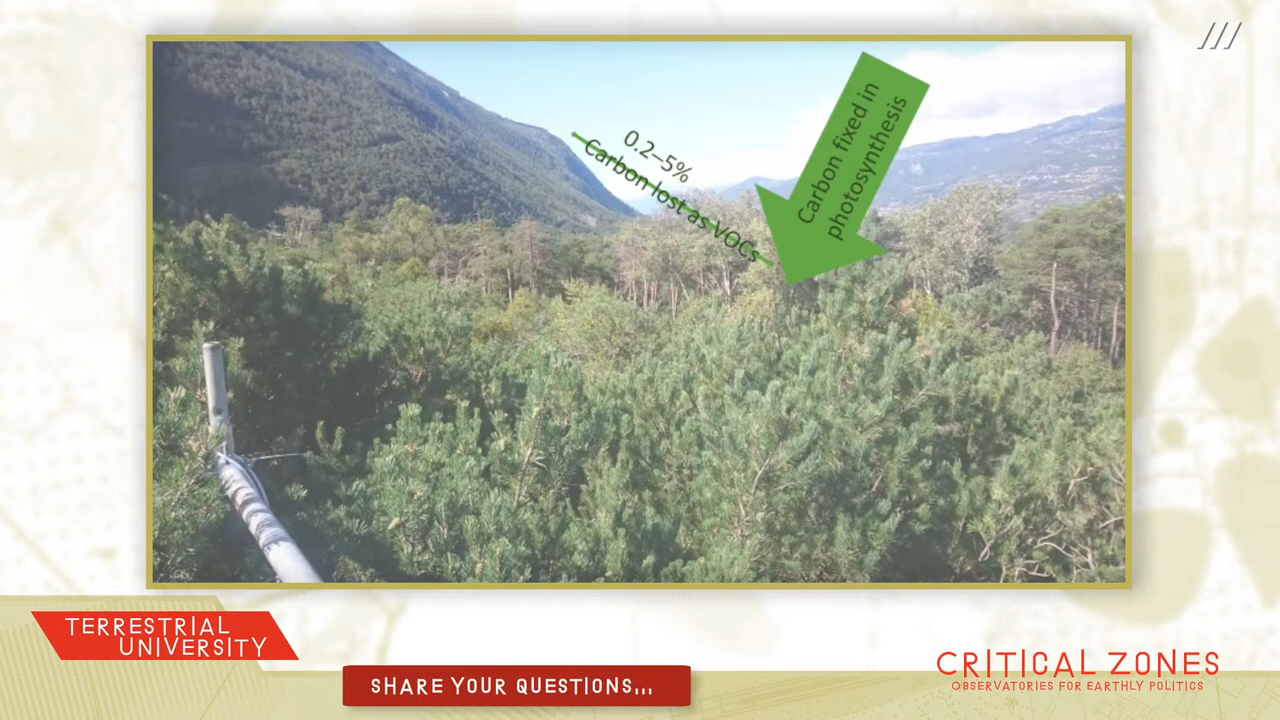 ///
0.2–5%
Carbon lost as VOCs
Carbon fixed in
photosynthesis
TERRESTRIAL
UNIVERSITY
SHARE YOUR QUESTIONS...
CRITICAL ZONES
OBSERVATORIES FOR EARTHLY POLITICS